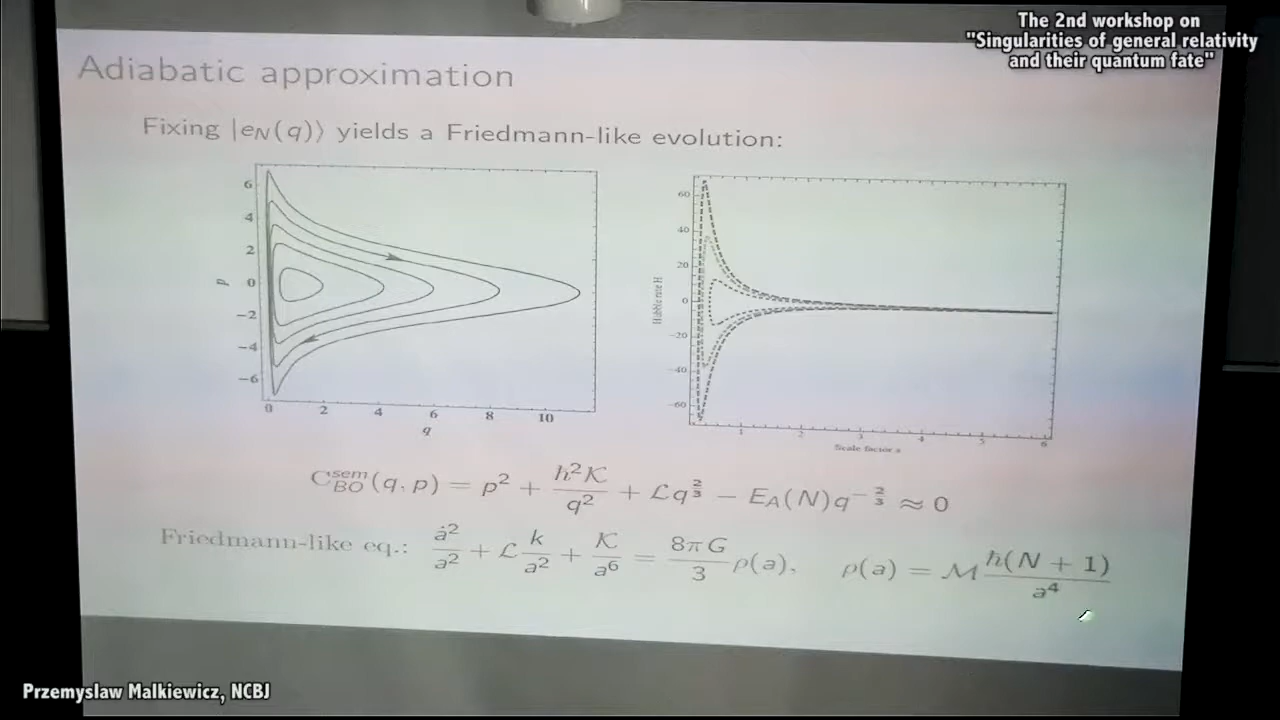 The 2nd workshop on
"Singularities of general relativity
and their quantum fate"
Adiabatic approximation
Fixing |e_N(q)⟩ yields a Friedmann-like evolution:
6
4
2
0
−2
−4
−6
p
0 2 4 6 8 10
q
60
40
20
0
−20
−40
−60
Hubble rate H
1 2 3 4 5 6
Scale factor a
C_BO^sem(q,p) = p² + ħ²𝒦/q² + ℒq^(2/3) − E_A(N)q^(−2/3) ≈ 0
Friedmann-like eq.: ȧ²/a² + ℒ k/a² + 𝒦/a⁶ = 8πG/3 ρ(a), ρ(a) = ℳ ħ(N + 1)/a⁴
Przemyslaw Malkiewicz, NCBJ